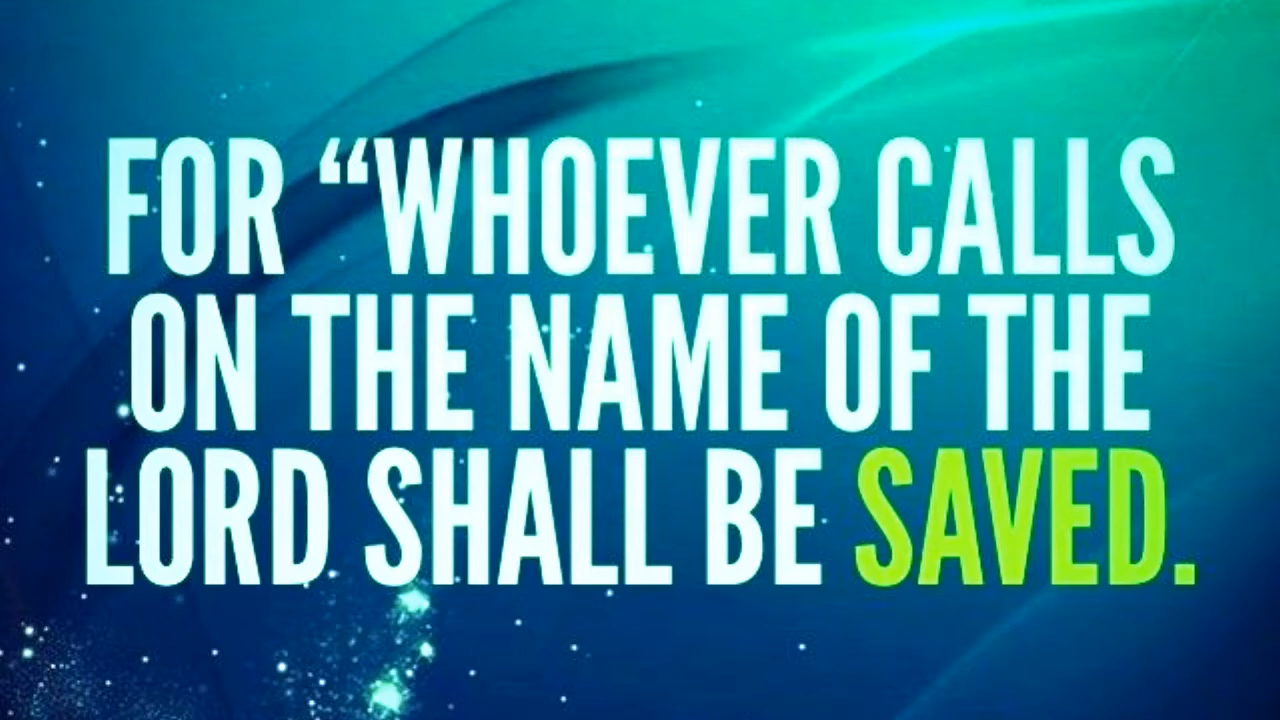 FOR “WHOEVER CALLS
ON THE NAME OF THE
LORD SHALL BE SAVED.